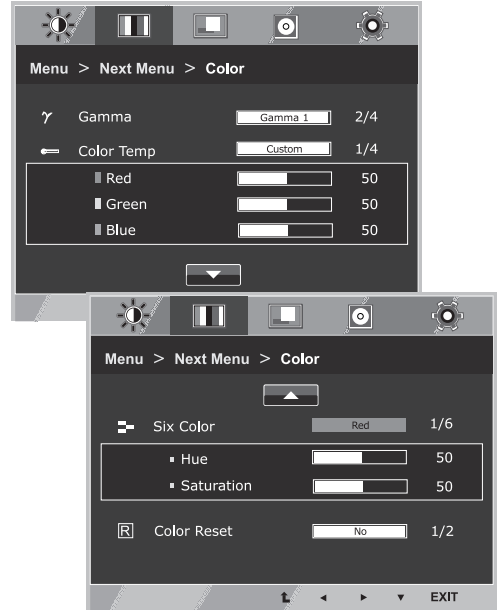 Menu > Next Menu > Color
γ Gamma Gamma 1 2/4
Color Temp Custom 1/4
Red 50
Green 50
Blue 50
Menu > Next Menu > Color
Six Color Red 1/6
Hue 50
Saturation 50
R Color Reset No 1/2
EXIT